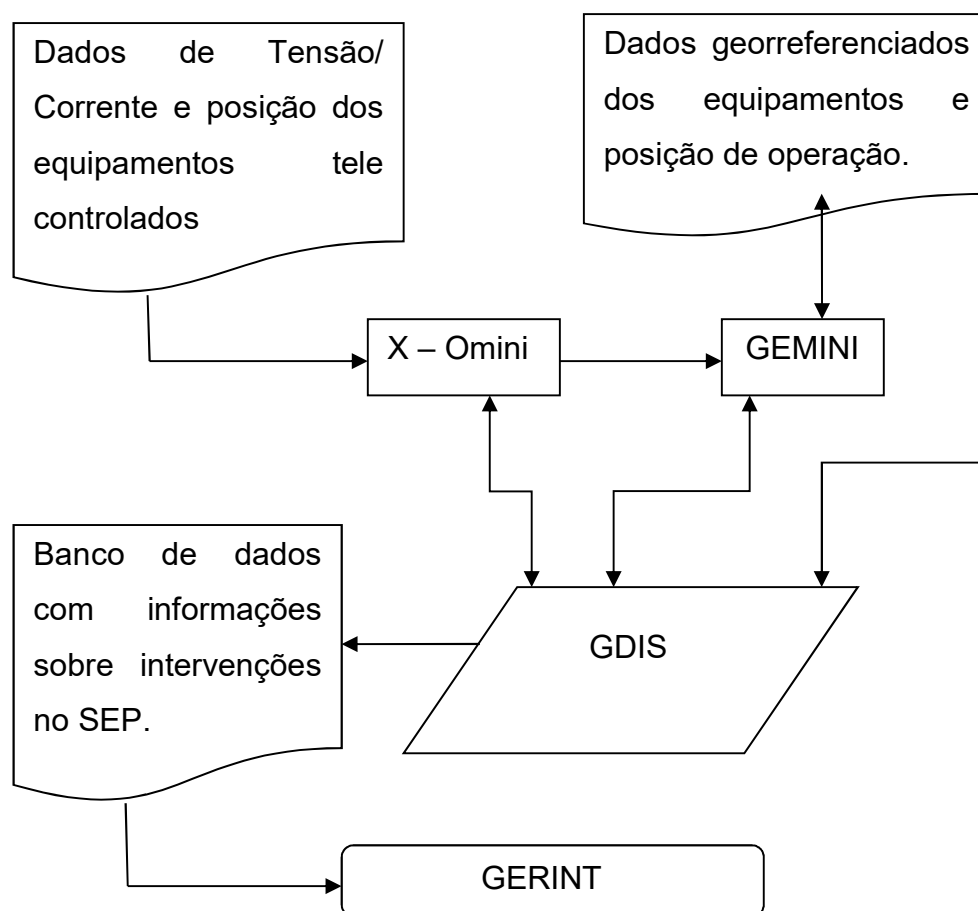 Dados de Tensão/
Corrente e posição dos
equipamentos tele
controlados
Dados georreferenciados
dos equipamentos e
posição de operação.
X – Omini
GEMINI
Banco de dados
com informações
sobre intervenções
no SEP.
GDIS
GERINT